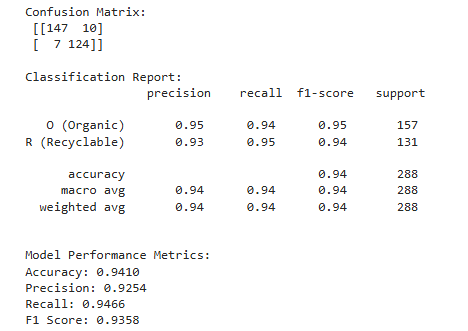 Confusion Matrix:
[[147  10]
[  7 124]]
Classification Report:
precision    recall  f1-score   support
O (Organic)       0.95      0.94      0.95       157
R (Recyclable)       0.93      0.95      0.94       131
accuracy                           0.94       288
macro avg       0.94      0.94      0.94       288
weighted avg       0.94      0.94      0.94       288
Model Performance Metrics:
Accuracy: 0.9410
Precision: 0.9254
Recall: 0.9466
F1 Score: 0.9358